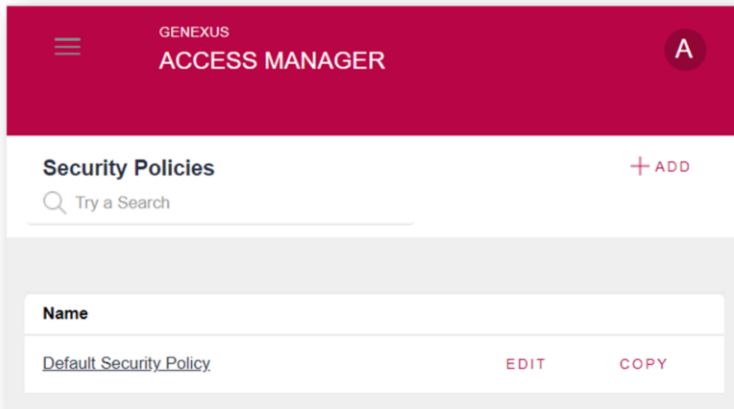 GENEXUS
ACCESS MANAGER
A
Security Policies
ADD
Try a Search
Name
Default Security Policy
EDIT
COPY